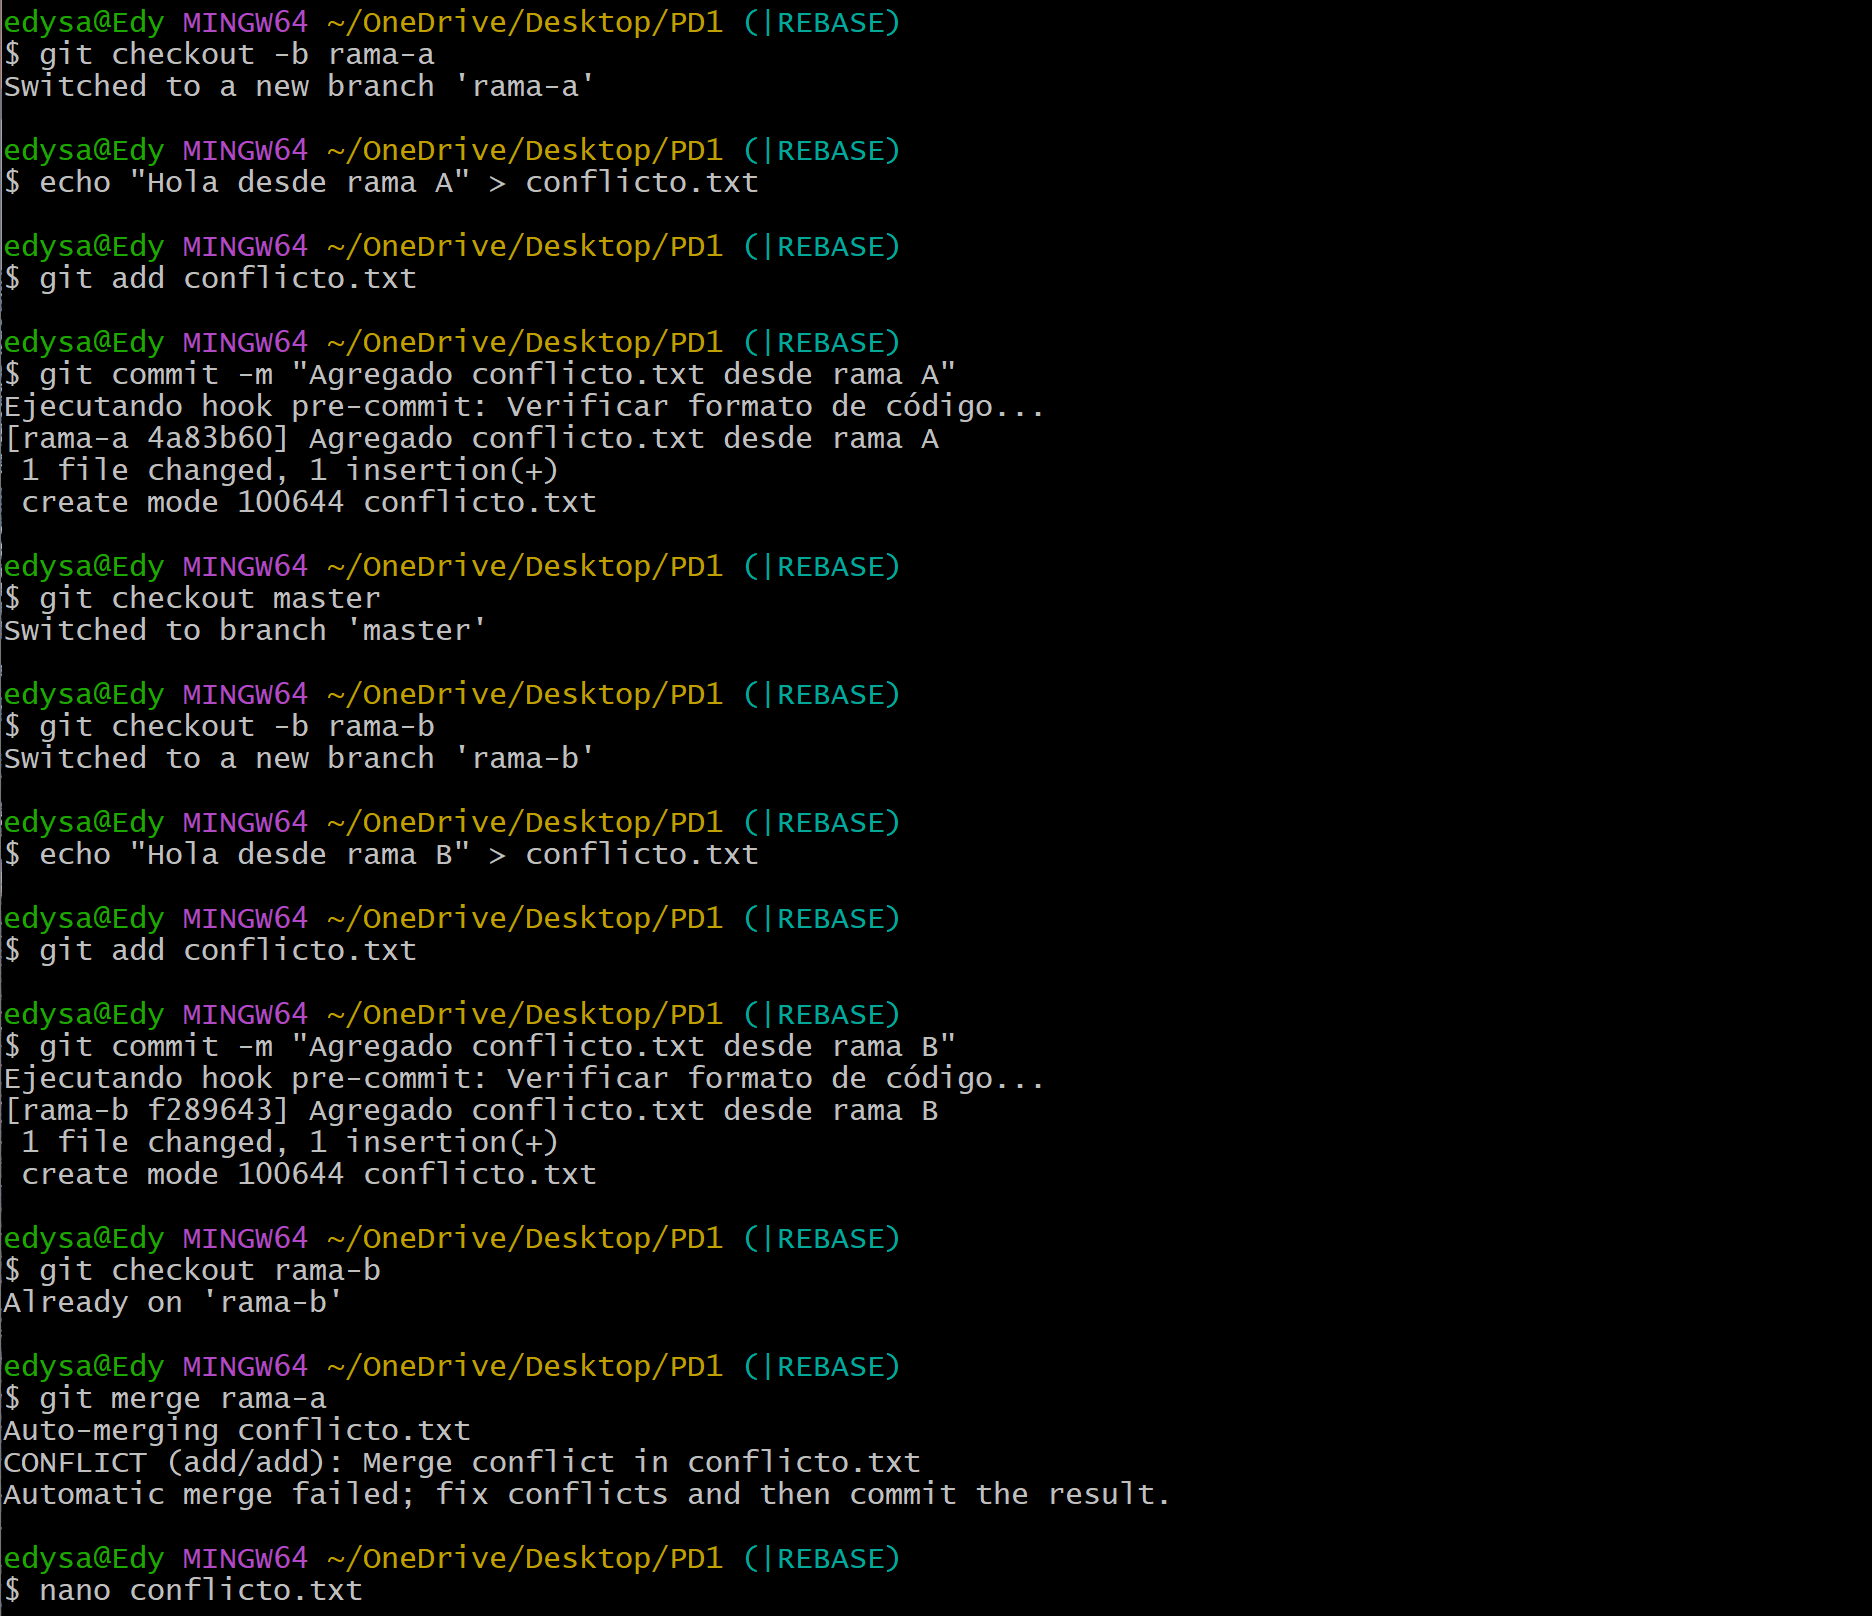 edysa@Edy MINGW64 ~/OneDrive/Desktop/PD1 (|REBASE)
$ git checkout -b rama-a
Switched to a new branch 'rama-a'
edysa@Edy MINGW64 ~/OneDrive/Desktop/PD1 (|REBASE)
$ echo "Hola desde rama A" > conflicto.txt
edysa@Edy MINGW64 ~/OneDrive/Desktop/PD1 (|REBASE)
$ git add conflicto.txt
edysa@Edy MINGW64 ~/OneDrive/Desktop/PD1 (|REBASE)
$ git commit -m "Agregado conflicto.txt desde rama A"
Ejecutando hook pre-commit: Verificar formato de código...
[rama-a 4a83b60] Agregado conflicto.txt desde rama A
 1 file changed, 1 insertion(+)
 create mode 100644 conflicto.txt
edysa@Edy MINGW64 ~/OneDrive/Desktop/PD1 (|REBASE)
$ git checkout master
Switched to branch 'master'
edysa@Edy MINGW64 ~/OneDrive/Desktop/PD1 (|REBASE)
$ git checkout -b rama-b
Switched to a new branch 'rama-b'
edysa@Edy MINGW64 ~/OneDrive/Desktop/PD1 (|REBASE)
$ echo "Hola desde rama B" > conflicto.txt
edysa@Edy MINGW64 ~/OneDrive/Desktop/PD1 (|REBASE)
$ git add conflicto.txt
edysa@Edy MINGW64 ~/OneDrive/Desktop/PD1 (|REBASE)
$ git commit -m "Agregado conflicto.txt desde rama B"
Ejecutando hook pre-commit: Verificar formato de código...
[rama-b f289643] Agregado conflicto.txt desde rama B
 1 file changed, 1 insertion(+)
 create mode 100644 conflicto.txt
edysa@Edy MINGW64 ~/OneDrive/Desktop/PD1 (|REBASE)
$ git checkout rama-b
Already on 'rama-b'
edysa@Edy MINGW64 ~/OneDrive/Desktop/PD1 (|REBASE)
$ git merge rama-a
Auto-merging conflicto.txt
CONFLICT (add/add): Merge conflict in conflicto.txt
Automatic merge failed; fix conflicts and then commit the result.
edysa@Edy MINGW64 ~/OneDrive/Desktop/PD1 (|REBASE)
$ nano conflicto.txt